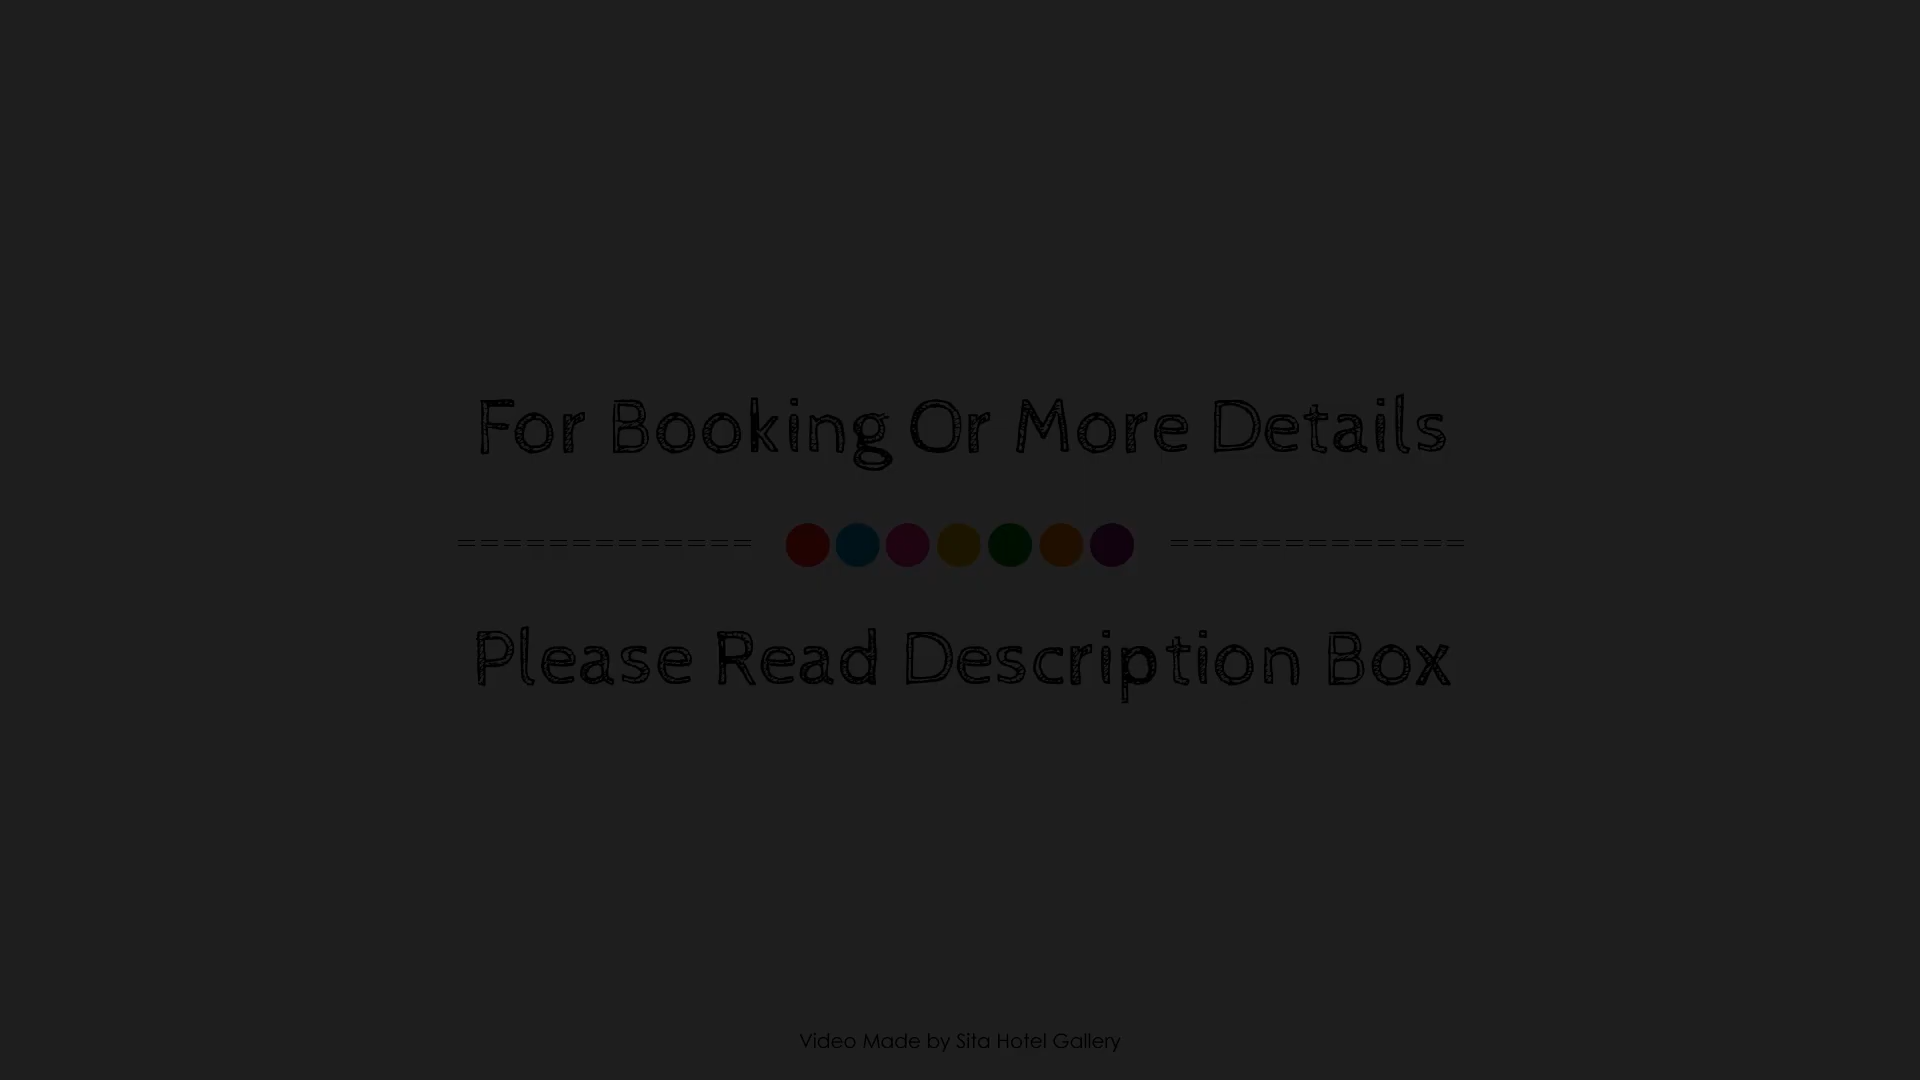 For Booking Or More Details
============= =============
Please Read Description Box
Video Made by Sita Hotel Gallery